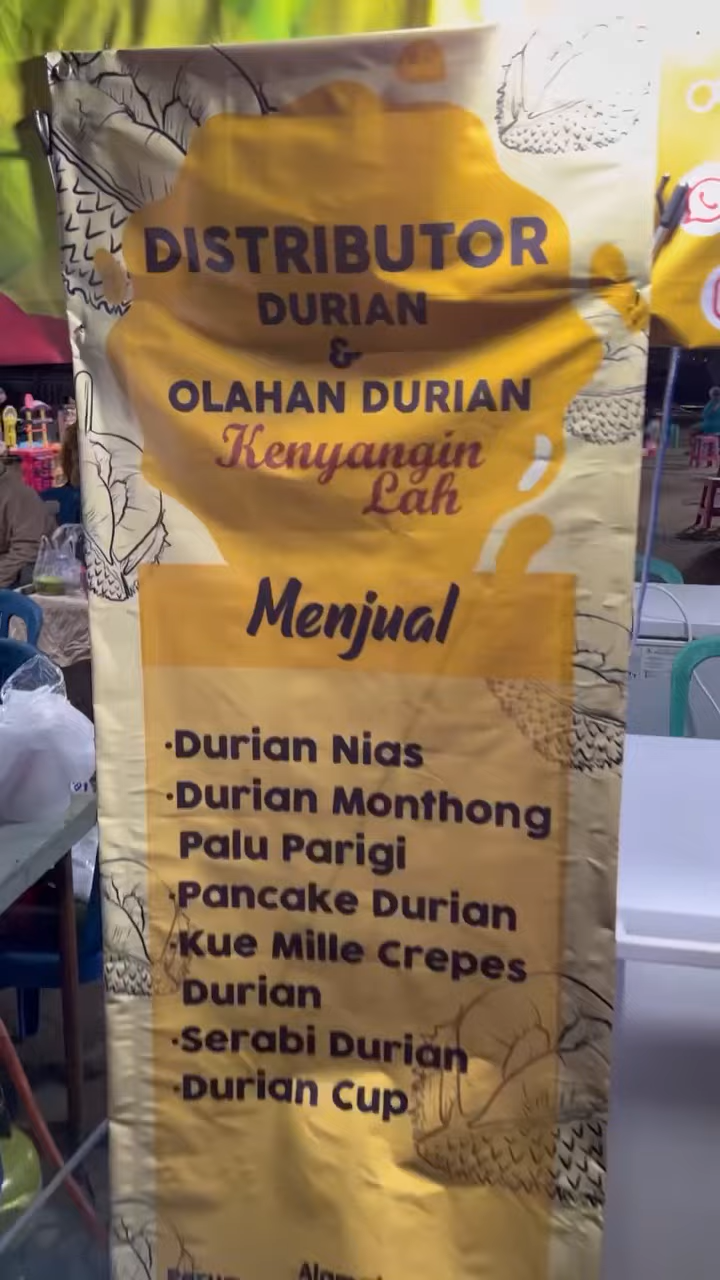 DISTRIBUTOR
DURIAN
&
OLAHAN DURIAN
Kenyangin
Lah
Menjual
·Durian Nias
·Durian Monthong
Palu Parigi
·Pancake Durian
·Kue Mille Crepes
Durian
·Serabi Durian
·Durian Cup